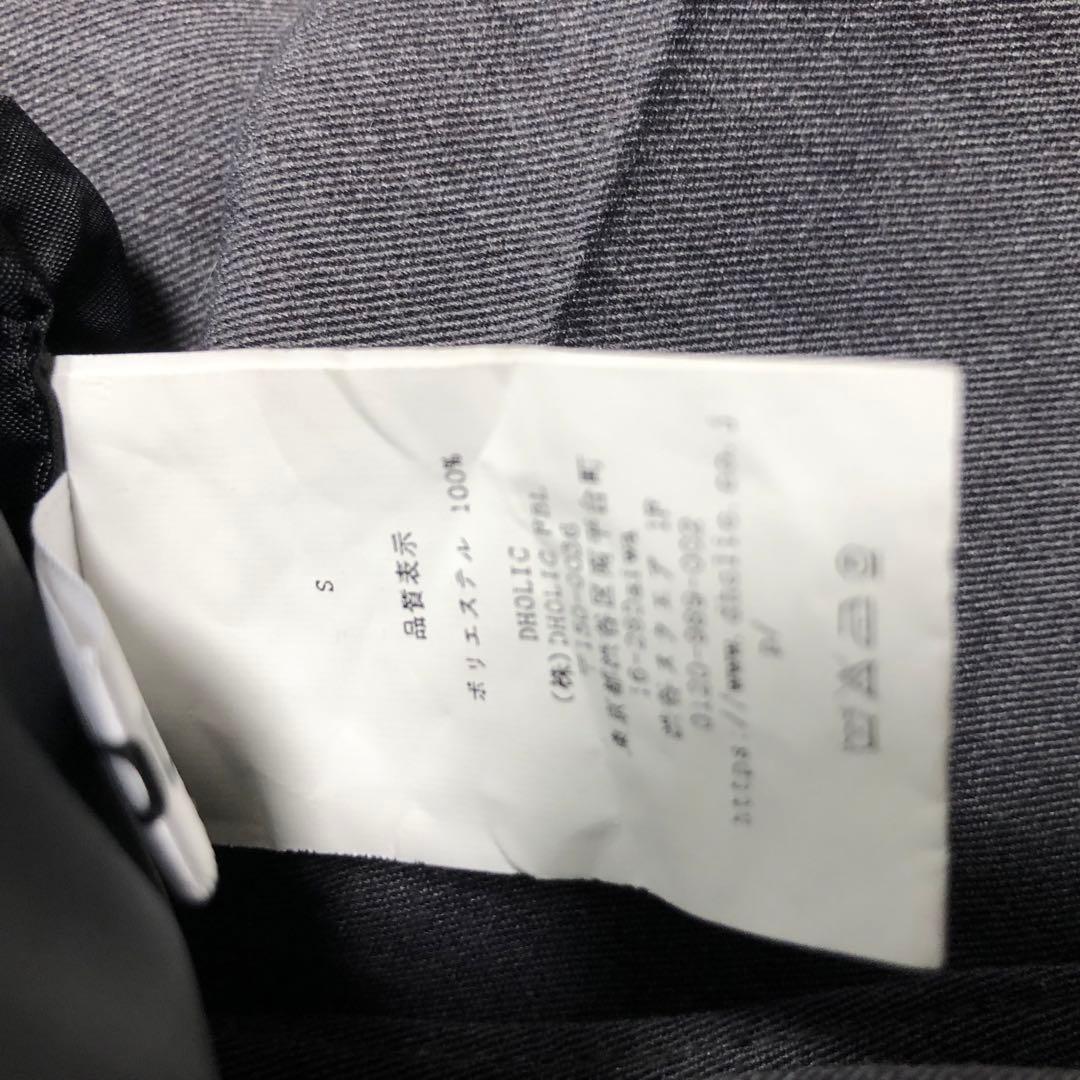 S
品質表示
ポリエステル 100%
DHOLIC
(株)DHOLIC FBL
〒150-0036
東京都渋谷区南平台町
16-28Daiwa
渋谷スクエア 1F
0120-989-002
https://www.dholic.co.j
p/